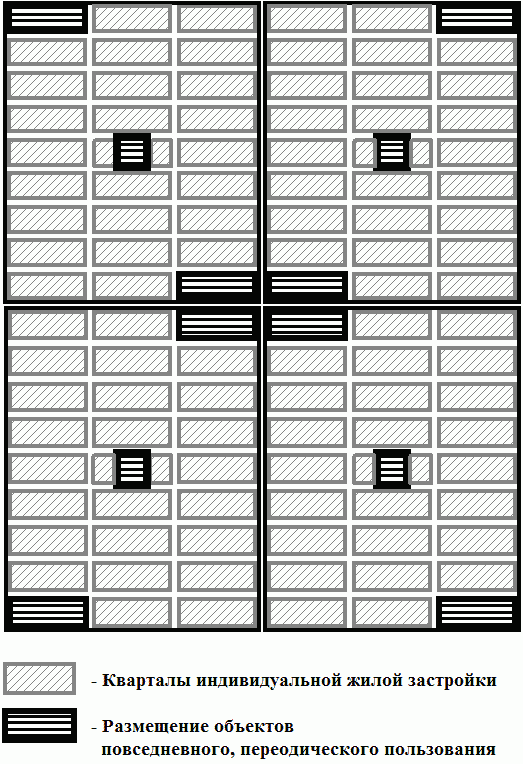 - Кварталы индивидуальной жилой застройки
- Размещение объектов
повседневного, переодического пользования